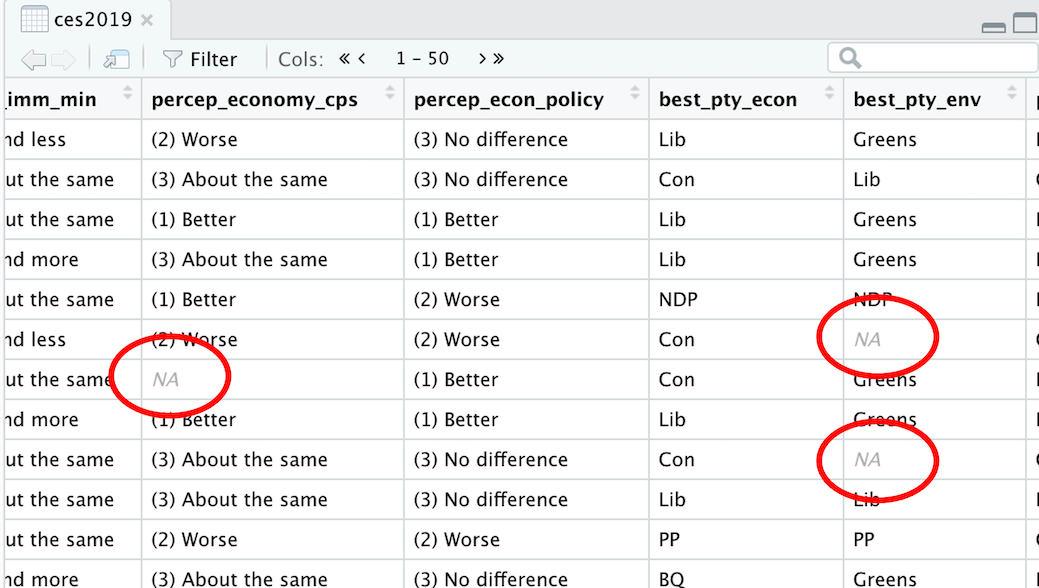 ces2019
Filter Cols: 1 – 50
_imm_min percep_economy_cps percep_econ_policy best_pty_econ best_pty_env
nd less (2) Worse (3) No difference Lib Greens
ut the same (3) About the same (3) No difference Con Lib
ut the same (1) Better (1) Better Lib Greens
nd more (3) About the same (1) Better Lib Greens
ut the same (1) Better (2) Worse NDP NDP
nd less (2) Worse (2) Worse Con NA
ut the same NA (1) Better Con Greens
nd more (1) Better (1) Better Lib Greens
ut the same (3) About the same (3) No difference Con NA
ut the same (3) About the same (3) No difference Lib Lib
ut the same (2) Worse (2) Worse PP PP
nd more (3) About the same (3) No difference BQ Greens